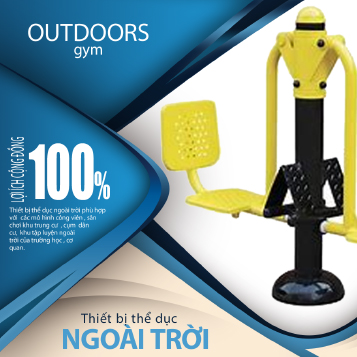 OUTDOORS
gym
LỢI ÍCH CỘNG ĐỒNG
100%
Thiết bị thể dục ngoài trời phù hợp
với các mô hình công viên, sân
chơi khu trung cư, cụm dân
cư, khu tập luyện ngoài
trời của trường học, cơ
quan.
Thiết bị thể dục
NGOÀI TRỜI